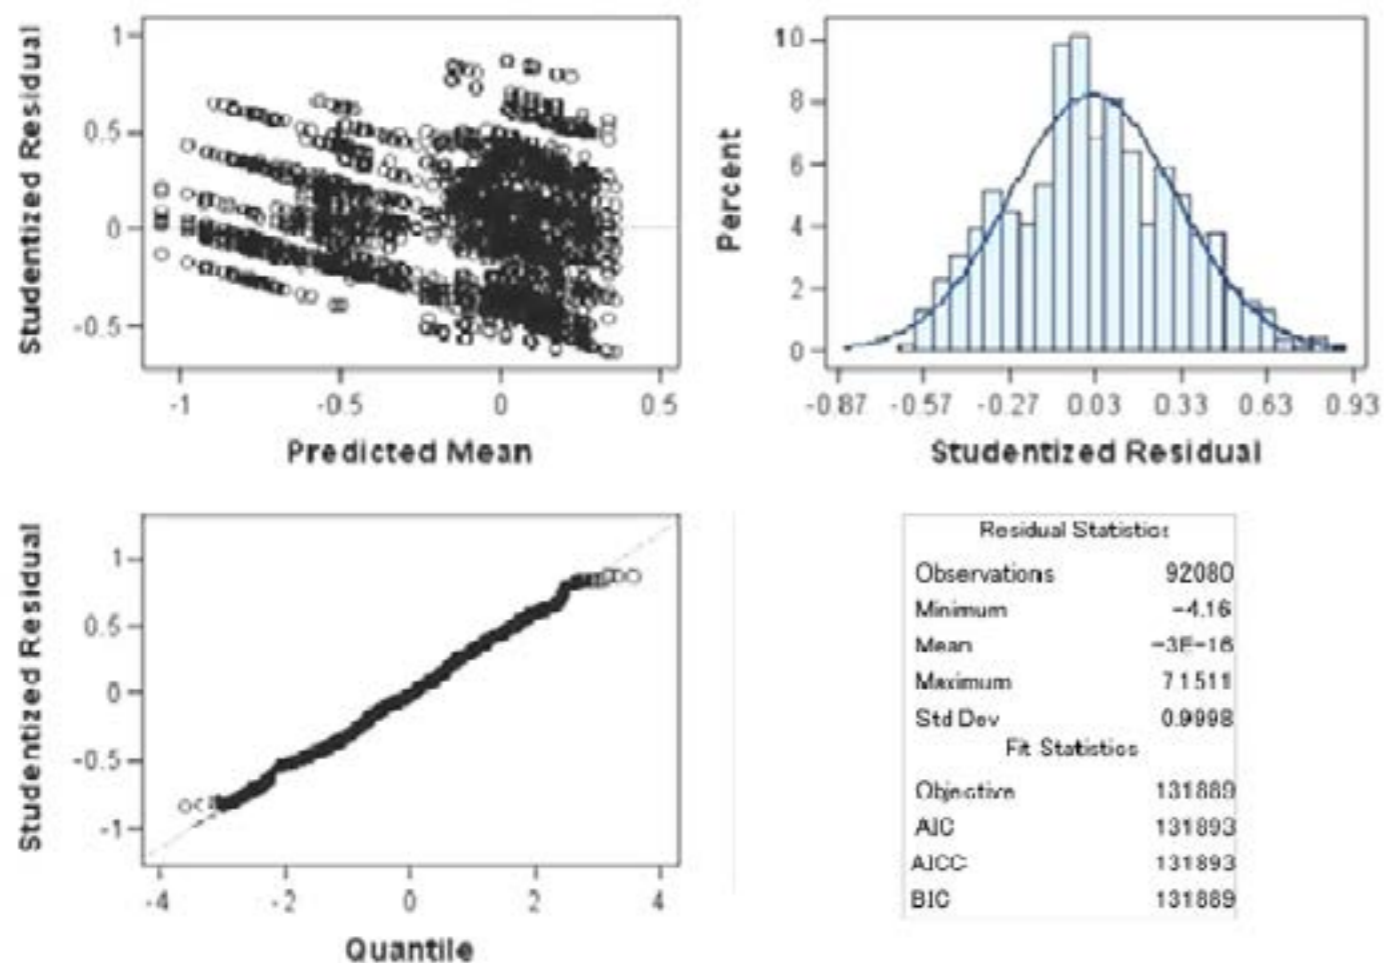 Studentized Residual
1
0.5
0
-0.5
-1 -0.5 0 0.5
Predicted Mean
Percent
10
8
6
4
2
0
-0.87 -0.57 -0.27 0.03 0.33 0.63 0.93
Studentized Residual
Studentized Residual
1
0.5
0
-0.5
-1
-4 -2 0 2 4
Quantile
Residual Statistics
Observations 92080
Minimum -4.16
Mean -3E-16
Maximum 71511
Std Dev 0.9998
Fit Statistics
Objective 131889
AIC 131893
AICC 131893
BIC 131889